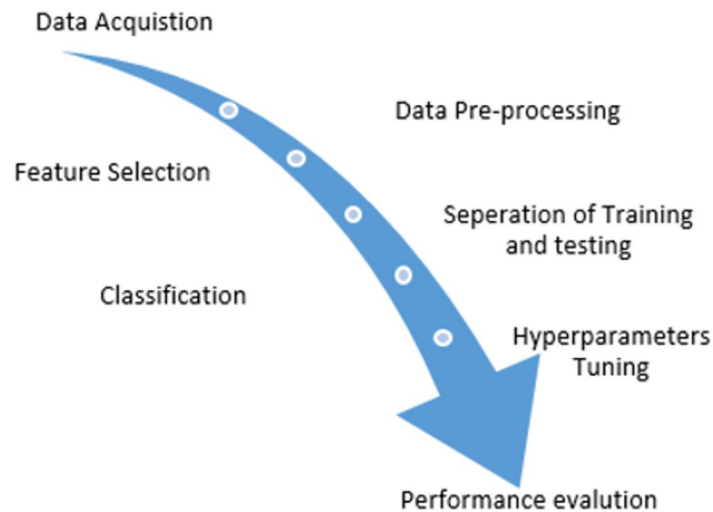 Data Acquistion
Data Pre-processing
Feature Selection
Seperation of Training
and testing
Classification
Hyperparameters
Tuning
Performance evalution